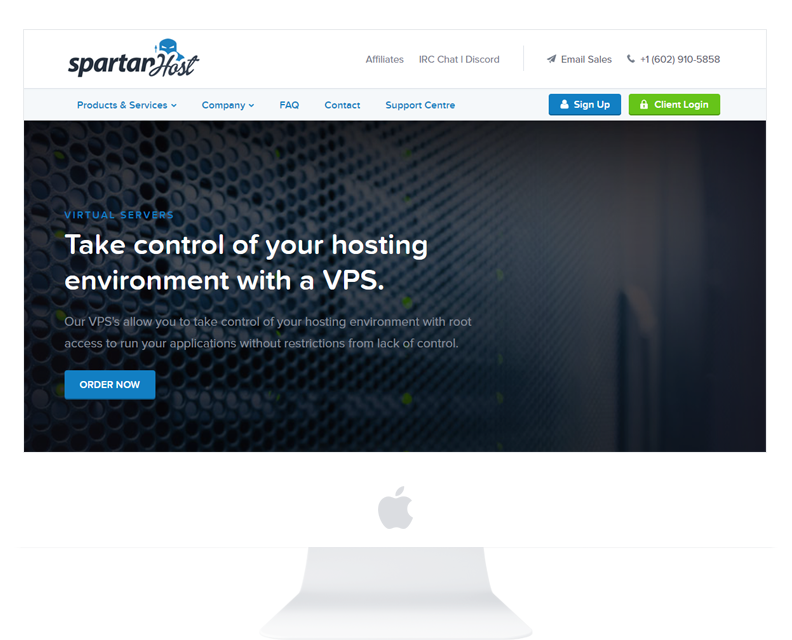 spartanHost
Affiliates IRC Chat | Discord Email Sales +1 (602) 910-5858
Products & Services Company FAQ Contact Support Centre Sign Up Client Login
VIRTUAL SERVERS
Take control of your hosting
environment with a VPS.
Our VPS's allow you to take control of your hosting environment with root
access to run your applications without restrictions from lack of control.
ORDER NOW